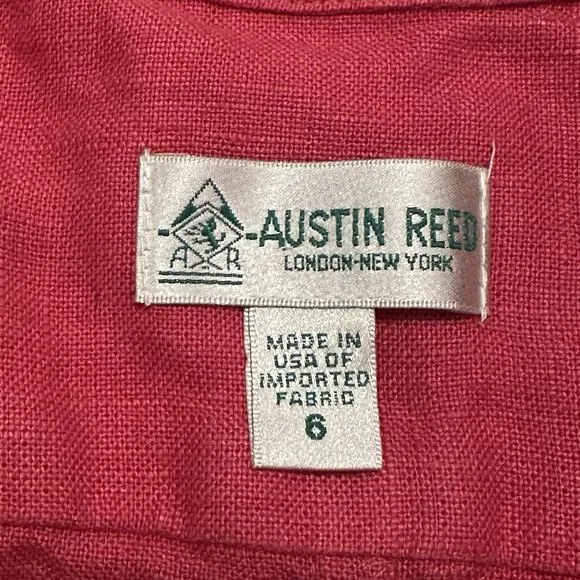 A R
AUSTIN REED
LONDON-NEW YORK
MADE IN
USA OF
IMPORTED
FABRIC
6